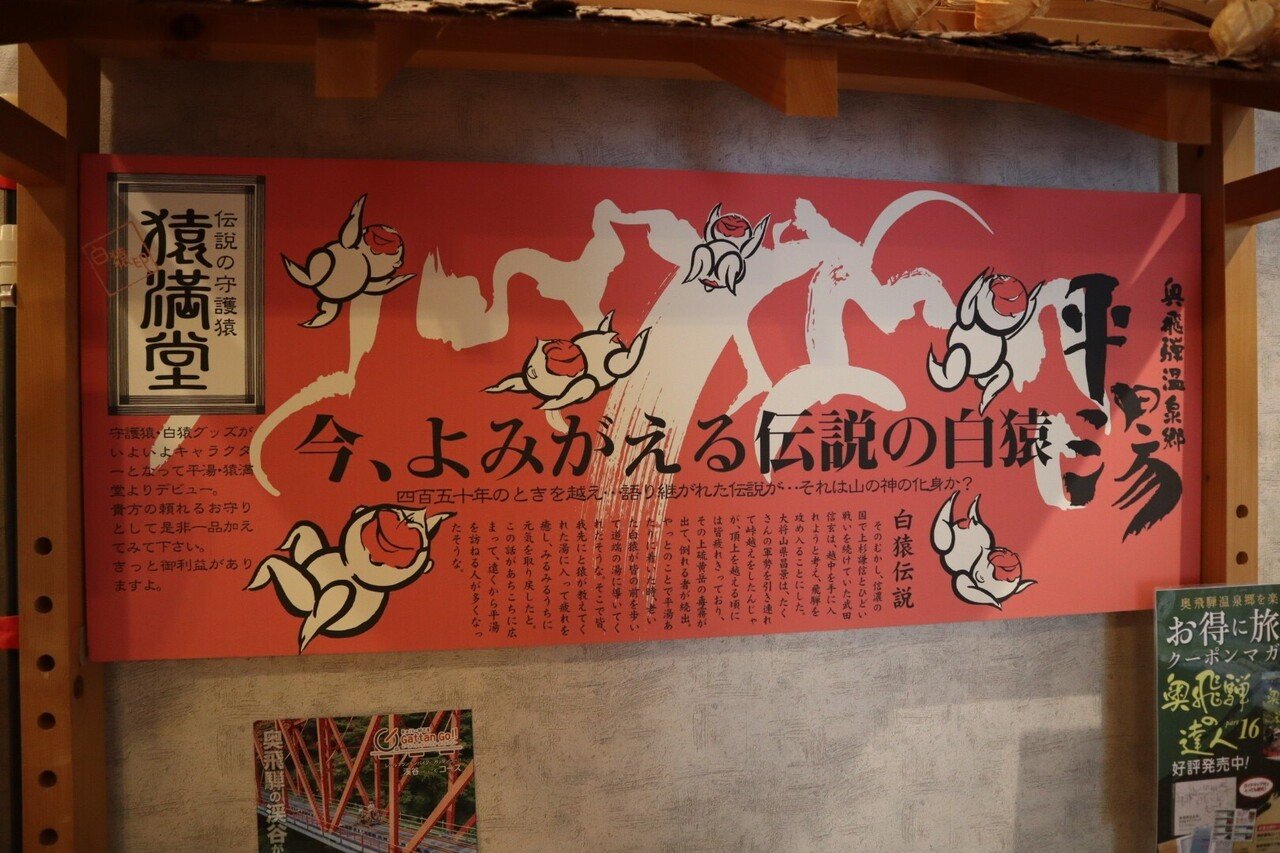 伝説の守護猿
猿満堂
守護猿・白猿グッズが
いよいよキャラクタ
ーとなって平湯・猿満
堂よりデビュー。
貴方の頼れるお守り
として是非一品加え
てみて下さい。
きっと御利益があり
ますよ。
奥飛騨温泉郷
平湯
今、よみがえる伝説の白猿
四百五十年のときを越え…語り継がれた伝説が…それは山の神の化身か?
白猿伝説
そのむかし、信濃の
国で上杉謙信とひどい
戦いを続けていた武田
信玄は、越中を手に入
れようと考え、飛騨を
攻め入ることにした。
大将山県昌景は、たく
さんの軍勢を引き連れ
て峠越えをしたんじゃ
が、頂上を越える頃に
は皆疲れきっており、
その上硫黄岳の毒霧が
出て、倒れる者が続出。
やっとのことで平湯あ
たりに着いた時、老い
た白猿が皆の前を歩い
て道端の湯に導いてく
れたそうな。そこで皆、
我先にと猿が教えてく
れた湯に入って疲れを
癒し、みるみるうちに
元気を取り戻したと。
この話があちこちに広
まって、遠くから平湯
を訪ねる人が多くなっ
たそうな。
Gattan Go!!
渓谷コース
奥飛騨の渓谷が
奥飛騨温泉郷を楽
お得に旅
クーポンマガ
奥飛騨
の達人
part 16
好評発売中!